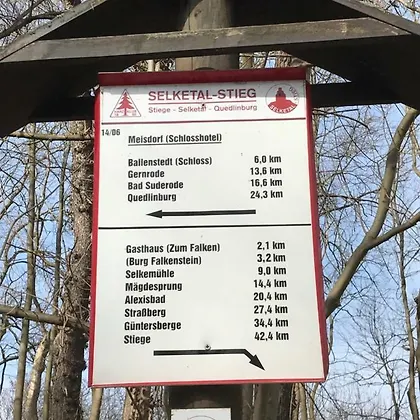 SELKETAL-STIEG
Stiege - Selketal - Quedlinburg
14/06
Meisdorf (Schlosshotel)
Ballenstedt (Schloss) 6,0 km
Gernrode 13,6 km
Bad Suderode 16,6 km
Quedlinburg 24,3 km
Gasthaus (Zum Falken) 2,1 km
(Burg Falkenstein) 3,2 km
Selkemühle 9,0 km
Mägdesprung 14,4 km
Alexisbad 20,4 km
Straßberg 27,4 km
Güntersberge 34,4 km
Stiege 42,4 km